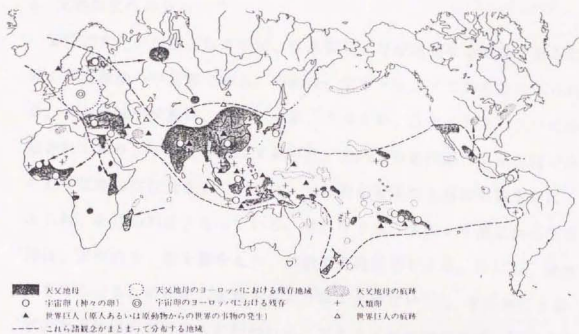 天父地母 天父地母のヨーロッパにおける残存地域 天父地母の痕跡
宇宙卵（神々の卵） 宇宙卵のヨーロッパにおける残存 人類卵
世界巨人（原人あるいは原動物からの世界の事物の発生） 世界巨人の痕跡
これら諸観念がまとまって分布する地域